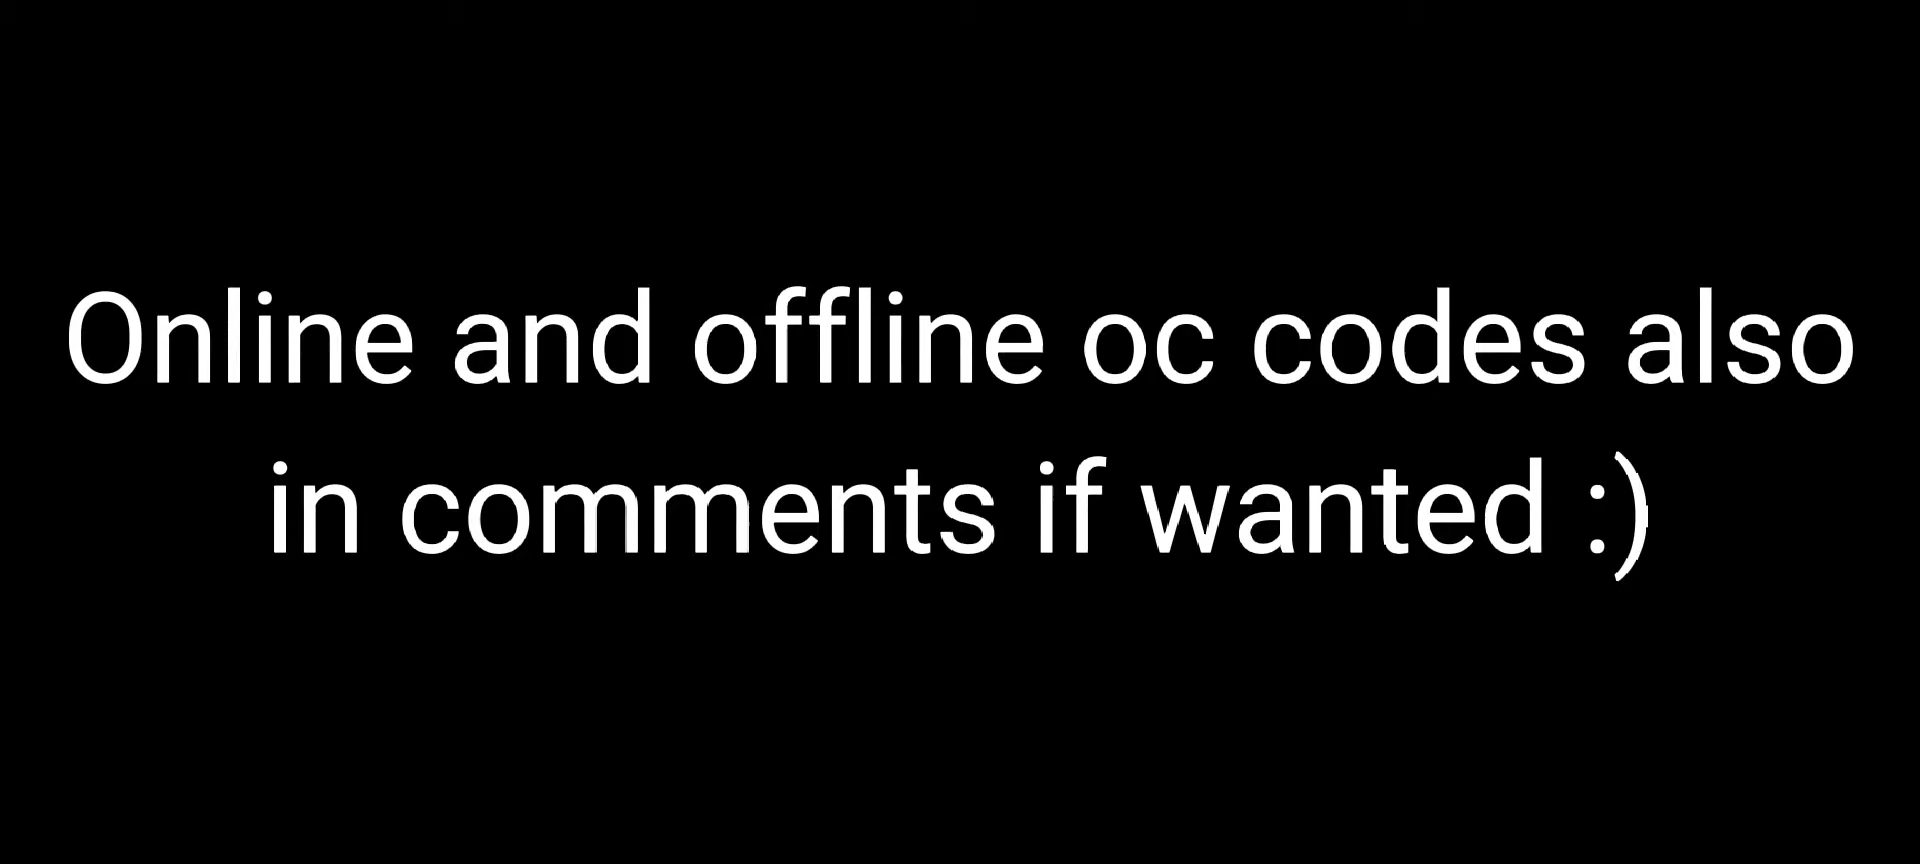 Online and offline oc codes also
in comments if wanted :)